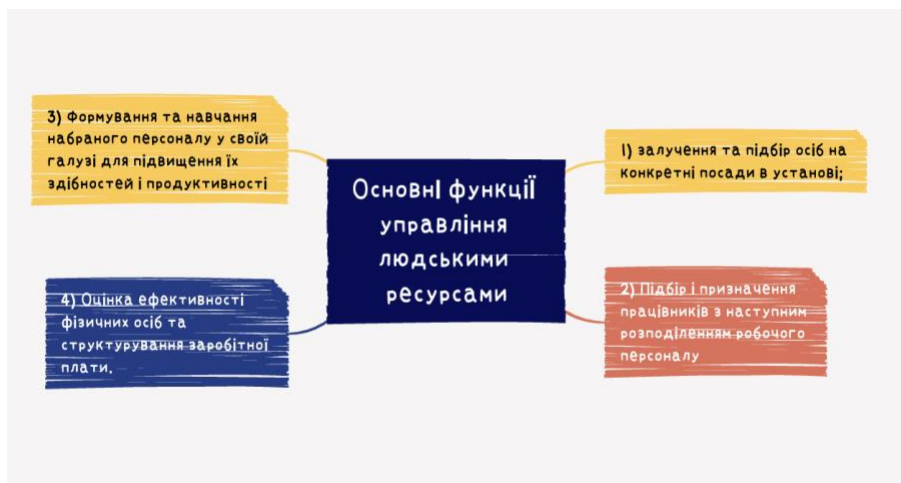 Основні функції
управління
людськими
ресурсами
1) залучення та підбір осіб на
конкретні посади в установі;
2) Підбір і призначення
працівників з наступним
розподіленням робочого
персоналу
3) Формування та навчання
набраного персоналу у своїй
галузі для підвищення їх
здібностей і продуктивності
4) Оцінка ефективності
фізичних осіб та
структурування заробітної
плати.